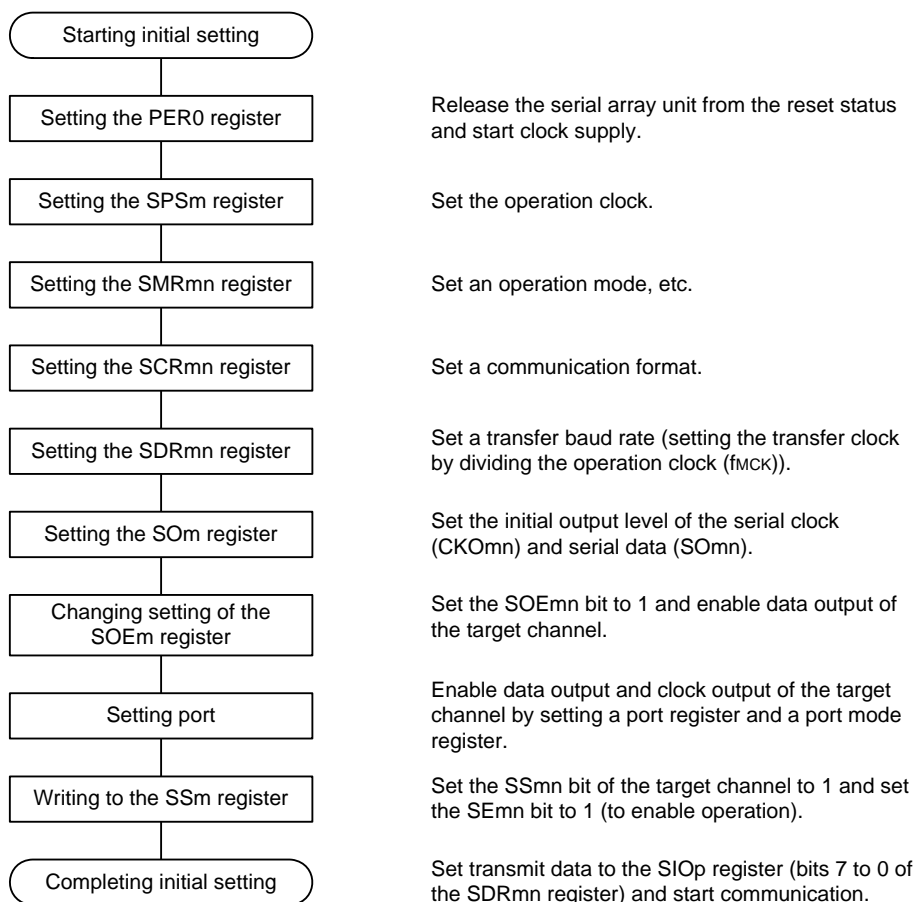 Starting initial setting
Setting the PER0 register
Release the serial array unit from the reset status
and start clock supply.
Setting the SPSm register
Set the operation clock.
Setting the SMRmn register
Set an operation mode, etc.
Setting the SCRmn register
Set a communication format.
Setting the SDRmn register
Set a transfer baud rate (setting the transfer clock
by dividing the operation clock (fMCK)).
Setting the SOm register
Set the initial output level of the serial clock
(CKOmn) and serial data (SOmn).
Changing setting of the
SOEm register
Set the SOEmn bit to 1 and enable data output of
the target channel.
Setting port
Enable data output and clock output of the target
channel by setting a port register and a port mode
register.
Writing to the SSm register
Set the SSmn bit of the target channel to 1 and set
the SEmn bit to 1 (to enable operation).
Completing initial setting
Set transmit data to the SIOp register (bits 7 to 0 of
the SDRmn register) and start communication.